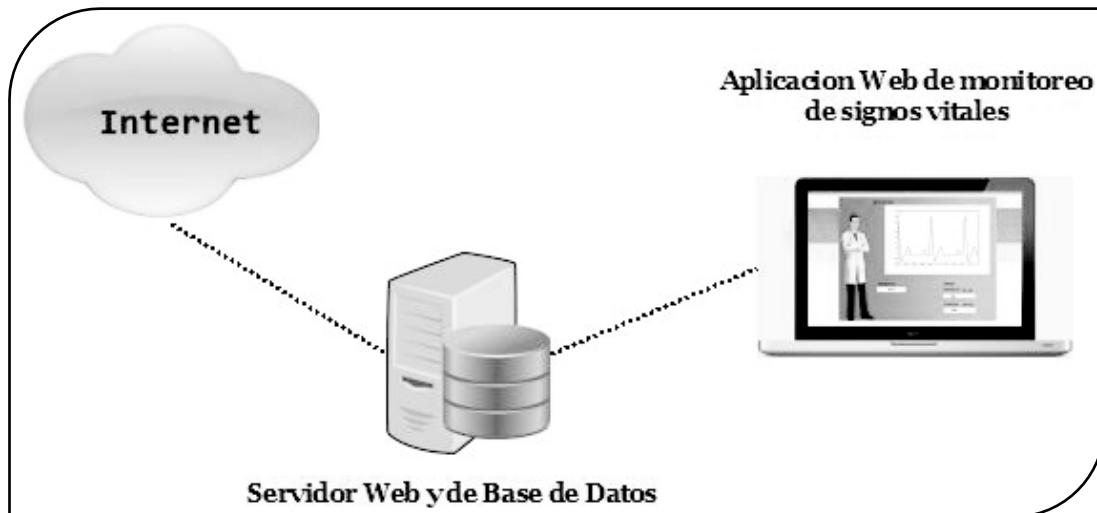 Internet
Aplicacion Web de monitoreo
de signos vitales
Servidor Web y de Base de Datos